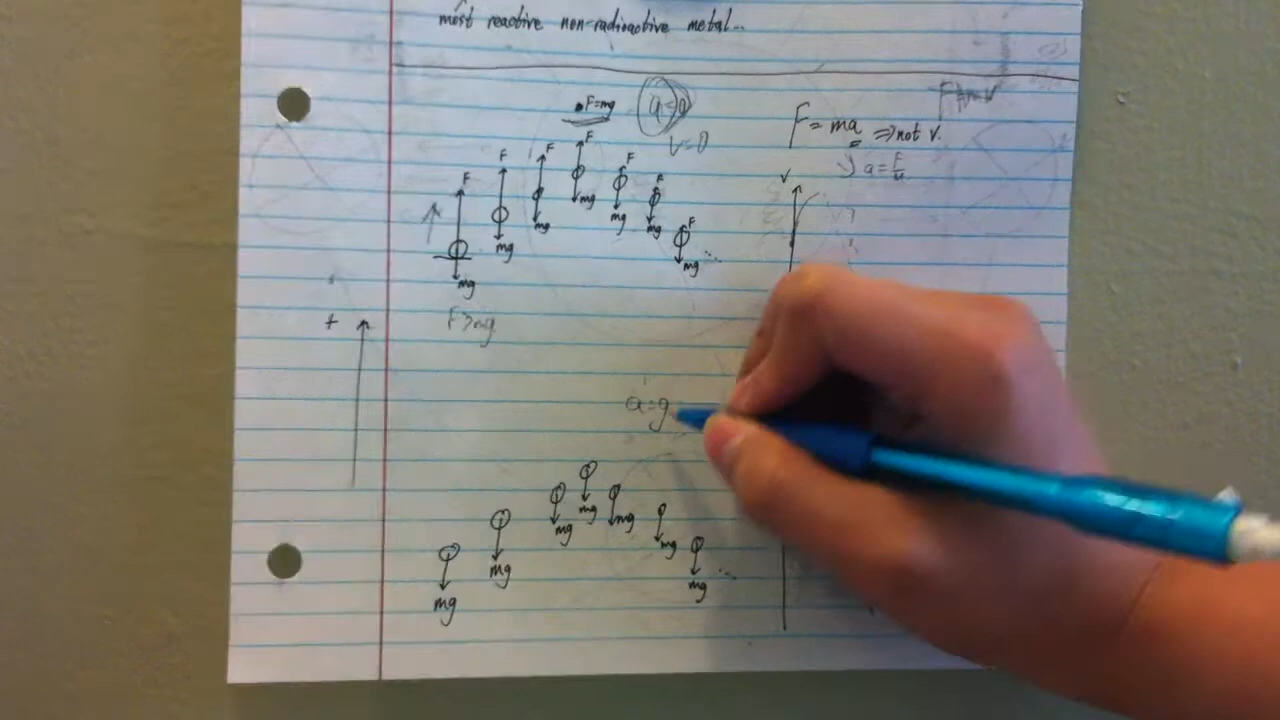 most reactive non-radioactive metal...
F=mg
a=0
v=0
F=ma ⇒not v.
a=F/m
v
F
F
F
F
F
F
F
mg
mg
mg
mg
mg
mg
mg
F>mg
+
a=g
mg
mg
mg
mg
mg
mg
mg